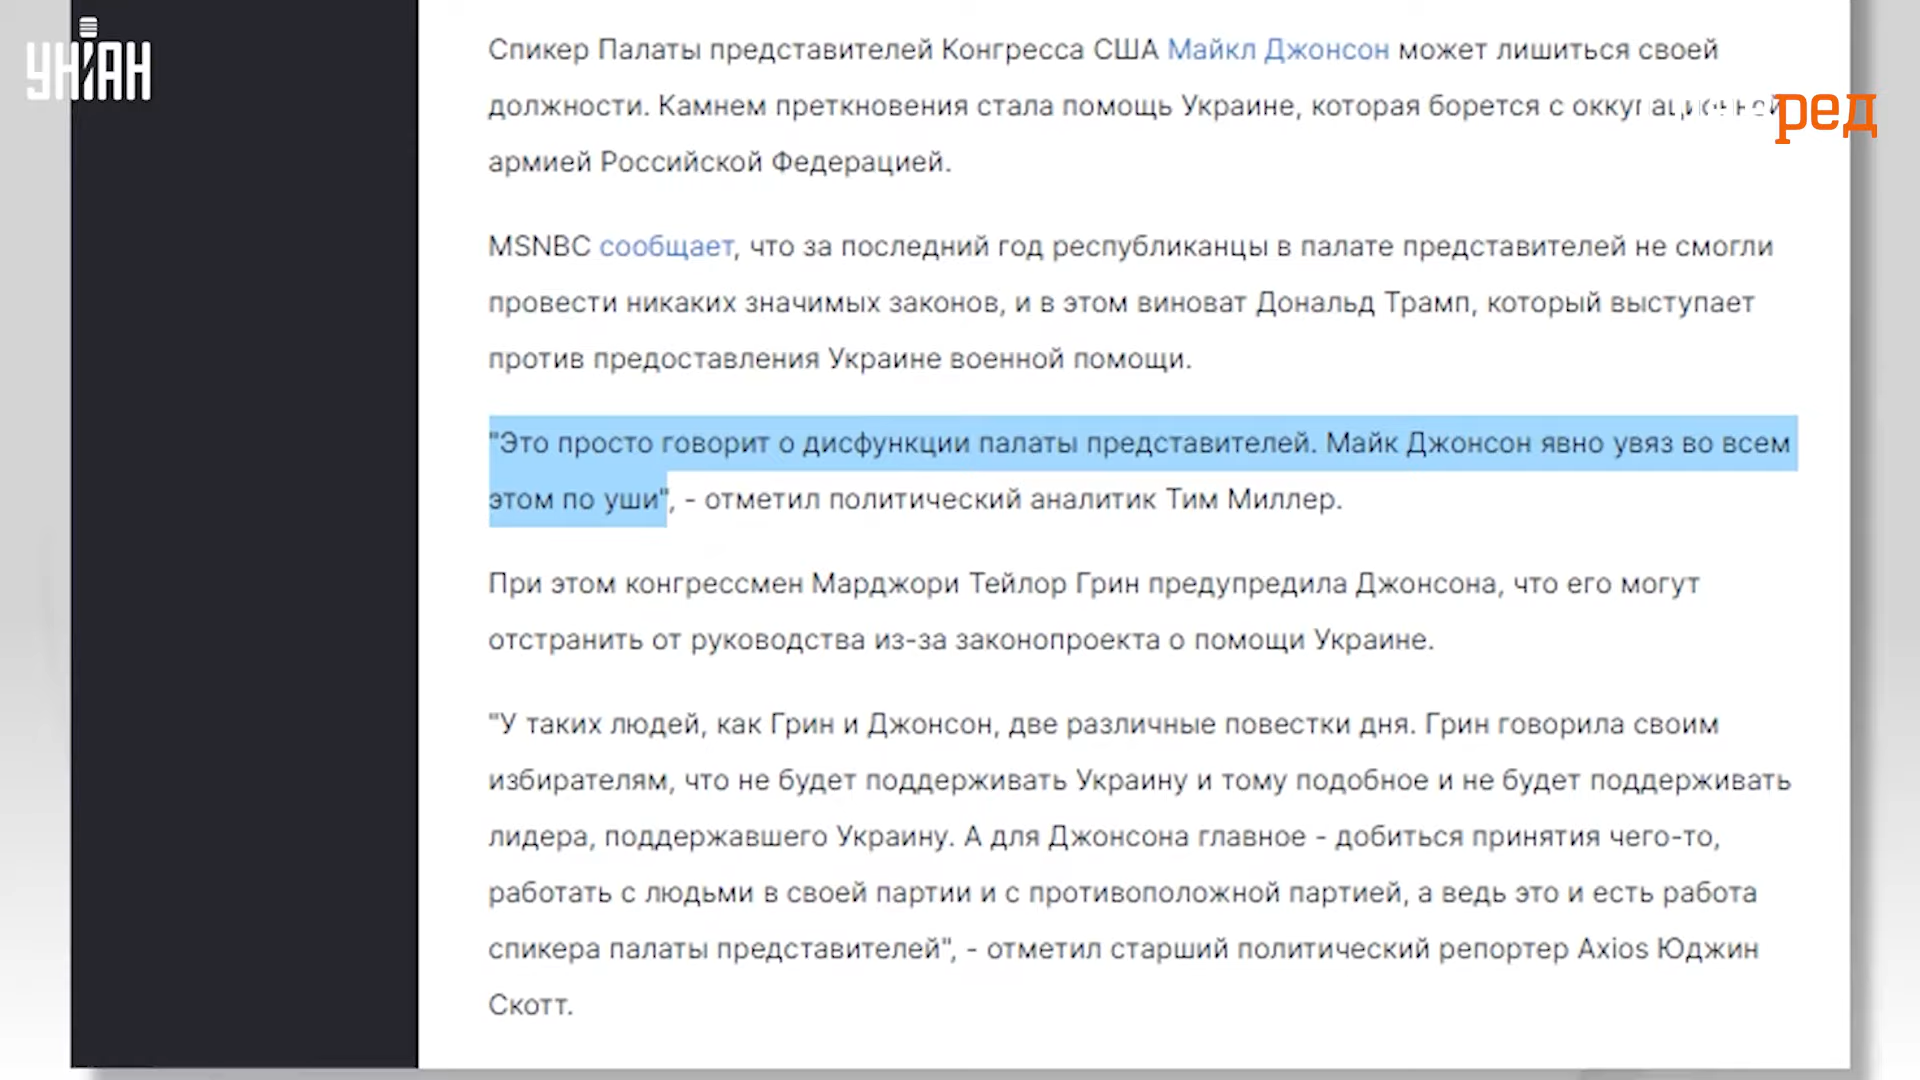 УНІАН
Спикер Палаты представителей Конгресса США Майкл Джонсон может лишиться своей
должности. Камнем преткновения стала помощь Украине, которая борется с
ред
армией Российской Федерацией.
MSNBC сообщает, что за последний год республиканцы в палате представителей не смогли
провести никаких значимых законов, и в этом виноват Дональд Трамп, который выступает
против предоставления Украине военной помощи.
"Это просто говорит о дисфункции палаты представителей. Майк Джонсон явно увяз во всем
этом по уши", - отметил политический аналитик Тим Миллер.
При этом конгрессмен Марджори Тейлор Грин предупредила Джонсона, что его могут
отстранить от руководства из-за законопроекта о помощи Украине.
"У таких людей, как Грин и Джонсон, две различные повестки дня. Грин говорила своим
избирателям, что не будет поддерживать Украину и тому подобное и не будет поддерживать
лидера, поддержавшего Украину. А для Джонсона главное - добиться принятия чего-то,
работать с людьми в своей партии и с противоположной партией, а ведь это и есть работа
спикера палаты представителей", - отметил старший политический репортер Axios Юджин
Скотт.